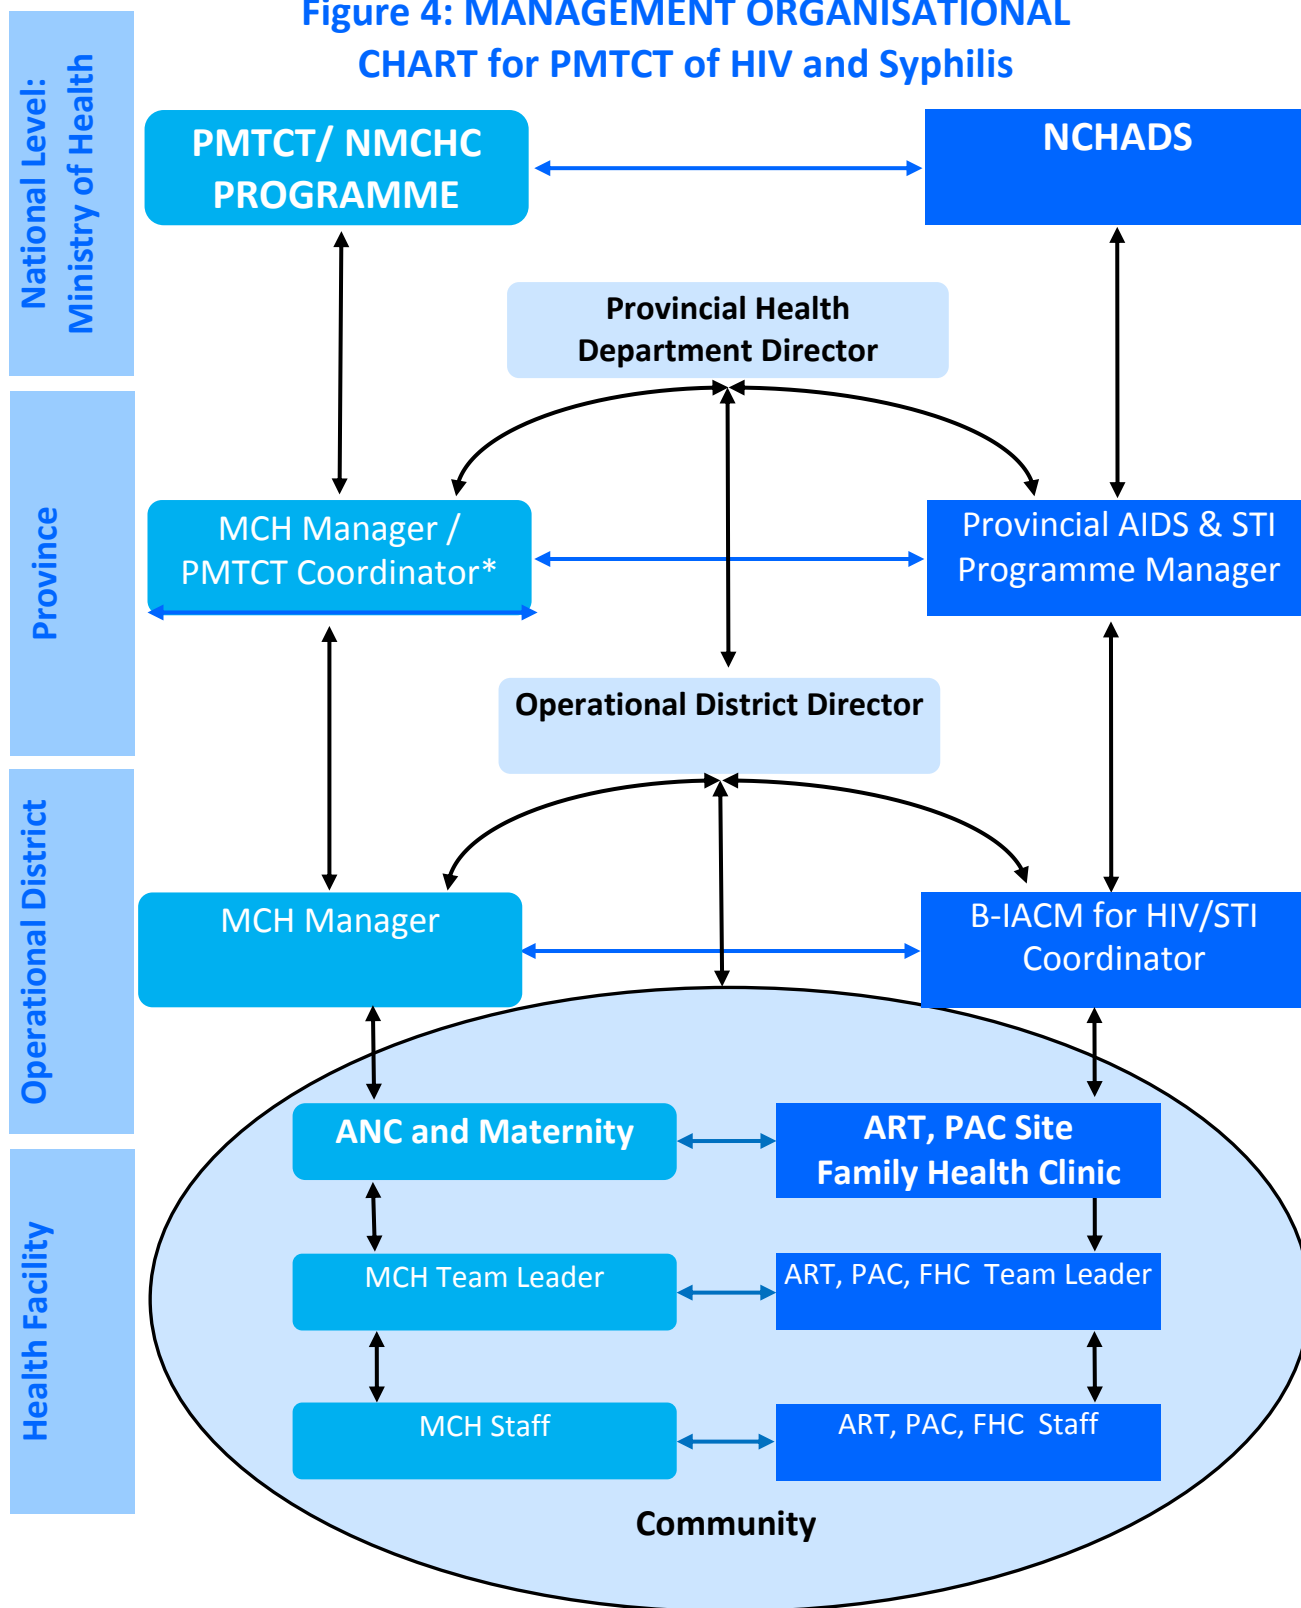 Figure 4: MANAGEMENT ORGANISATIONAL
CHART for PMTCT of HIV and Syphilis
National Level:
Ministry of Health
PMTCT/ NMCHC
PROGRAMME
NCHADS
Provincial Health
Department Director
Province
MCH Manager /
PMTCT Coordinator*
Provincial AIDS & STI
Programme Manager
Operational District Director
Operational District
MCH Manager
B-IACM for HIV/STI
Coordinator
ANC and Maternity
ART, PAC Site
Family Health Clinic
Health Facility
MCH Team Leader
ART, PAC, FHC Team Leader
MCH Staff
ART, PAC, FHC Staff
Community